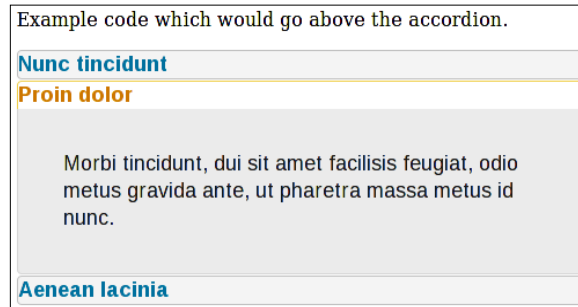 Example code which would go above the accordion.
Nunc tincidunt
Proin dolor
Morbi tincidunt, dui sit amet facilisis feugiat, odio
metus gravida ante, ut pharetra massa metus id
nunc.
Aenean lacinia